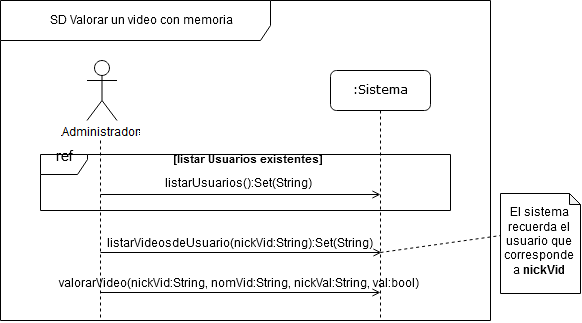 SD Valorar un video con memoria
:Sistema
:Administrador
ref
[listar Usuarios existentes]
listarUsuarios():Set(String)
listarVideosdeUsuario(nickVid:String):Set(String)
valorarVideo(nickVid:String, nomVid:String, nickVal:String, val:bool)
El sistema
recuerda el
usuario que
corresponde
a nickVid